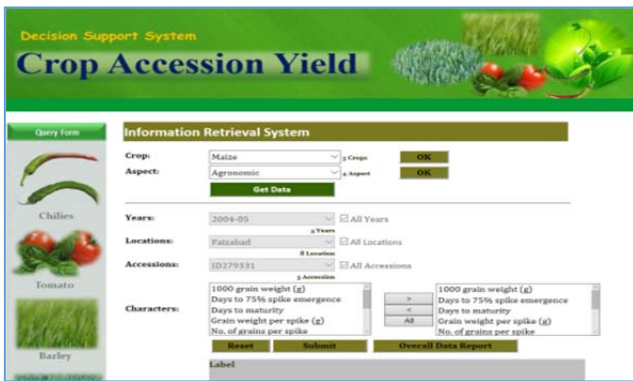 Decision Support System
Crop Accession Yield
Query Form
Chilies
Tomato
Barley
Information Retrieval System
Crop: Maize 5 Crops OK
Aspect: Agronomic 4 Aspect OK
Get Data
Years: 2004-05 All Years
Locations: Faizabad All Locations
8 Location
Accessions: ID279331 All Accessions
5 Accession
Characters:
1000 grain weight (g)
Days to 75% spike emergence
Days to maturity
Grain weight per spike (g)
No. of grains per spike
>
<
All
1000 grain weight (g)
Days to 75% spike emergence
Days to maturity
Grain weight per spike (g)
No. of grains per spike
Reset Submit Overall Data Report
Label